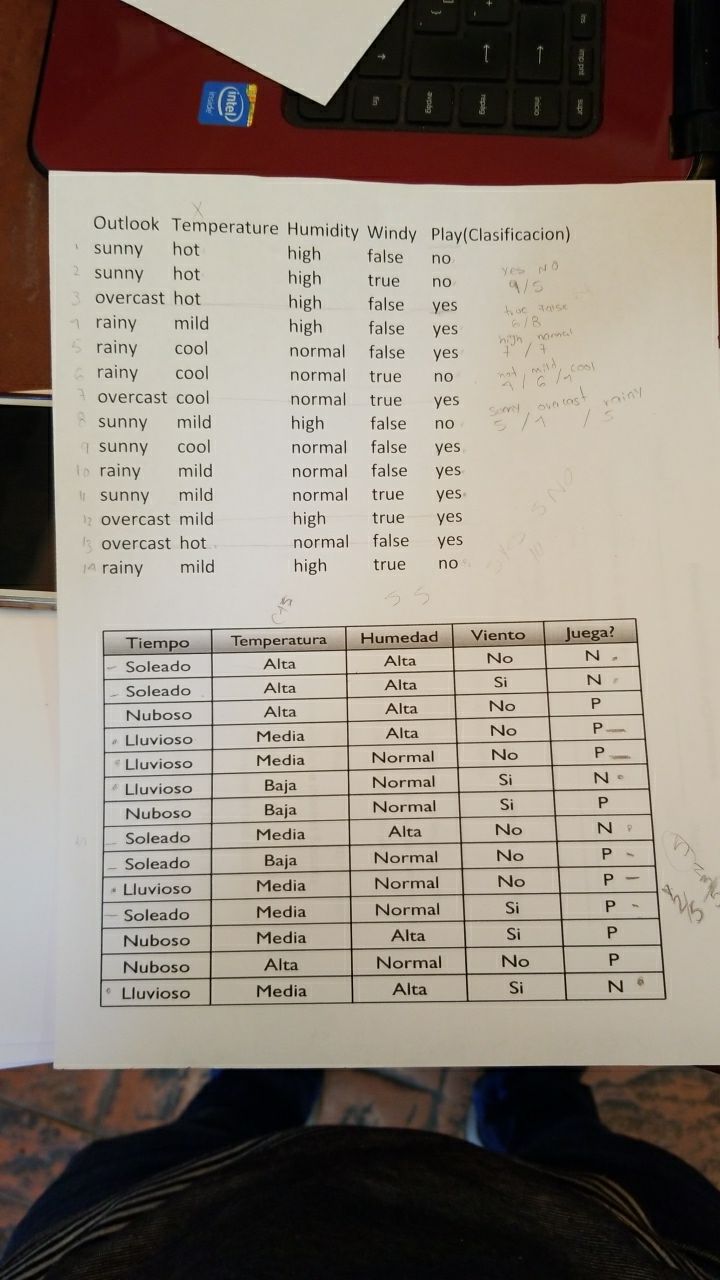 ins
imp pnt
supr
inicio
repág
avpág
fin
intel
inside
Outlook Temperature Humidity Windy Play(Clasificacion)
1 sunny hot high false no
2 sunny hot high true no
3 overcast hot high false yes
4 rainy mild high false yes
5 rainy cool normal false yes
6 rainy cool normal true no
7 overcast cool normal true yes
8 sunny mild high false no
9 sunny cool normal false yes
10 rainy mild normal false yes
11 sunny mild normal true yes
12 overcast mild high true yes
13 overcast hot normal false yes
14 rainy mild high true no
yes NO
9/5
true false
6/8
high, normal
7 / 7
hot, mild, cool
4 / 6 / 4
sunny, overcast rainy
5 / 4 / 5
Tiempo Temperatura Humedad Viento Juega?
Soleado Alta Alta No N
Soleado Alta Alta Si N
Nuboso Alta Alta No P
Lluvioso Media Alta No P
Lluvioso Media Normal No P
Lluvioso Baja Normal Si N
Nuboso Baja Normal Si P
Soleado Media Alta No N
Soleado Baja Normal No P
Lluvioso Media Normal No P
Soleado Media Normal Si P
Nuboso Media Alta Si P
Nuboso Alta Normal No P
Lluvioso Media Alta Si N